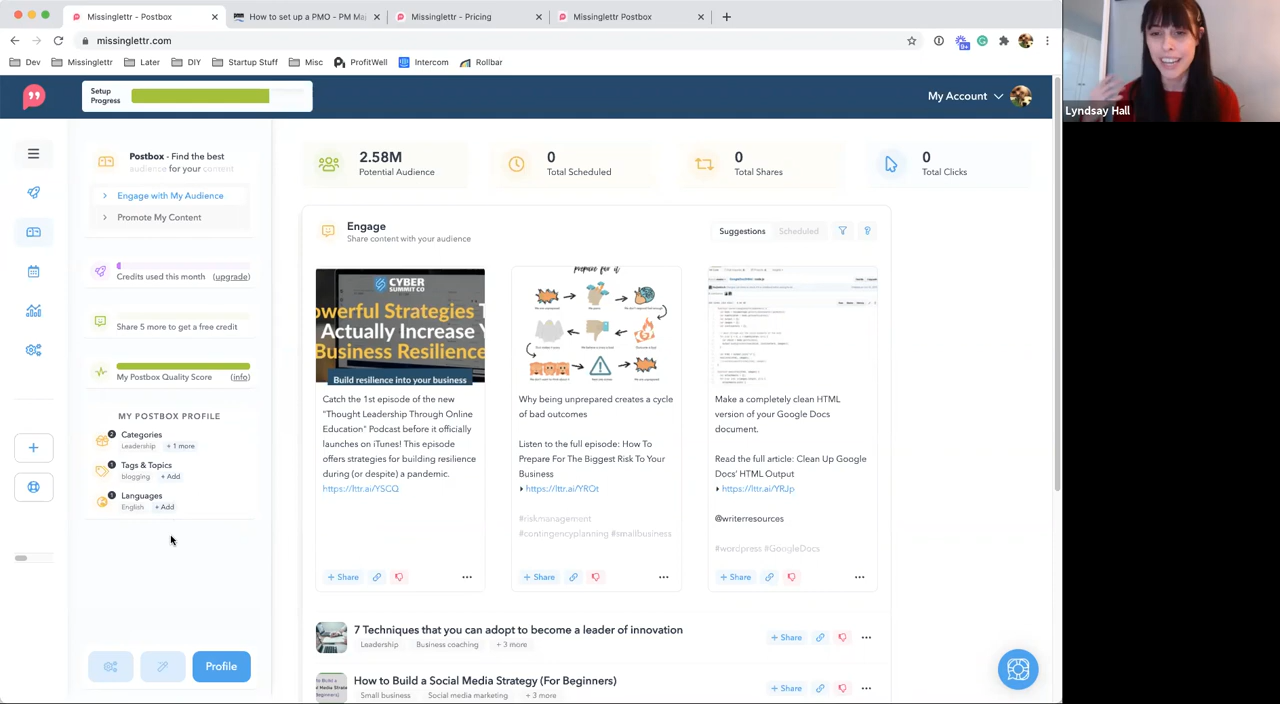 Missinglettr - Postbox
How to set up a PMO - PM Ma
Missinglettr - Pricing
Missinglettr Postbox
missinglettr.com
Dev
Missinglettr
Later
DIY
Startup Stuff
Misc
ProfitWell
Intercom
Rollbar
Lyndsay Hall
Setup
Progress
My Account
Postbox - Find the best
audience for your content
Engage with My Audience
Promote My Content
Credits used this month (upgrade)
Share 5 more to get a free credit
My Postbox Quality Score (info)
MY POSTBOX PROFILE
2 Categories
Leadership + 1 more
1 Tags & Topics
blogging + Add
1 Languages
English + Add
Profile
2.58M
Potential Audience
0
Total Scheduled
0
Total Shares
0
Total Clicks
Engage
Share content with your audience
Suggestions
Scheduled
?
CYBER
SUMMIT CO
owerful Strategies
Actually Increase
Business Resilience
Build resilience into your business
Catch the 1st episode of the new
"Thought Leadership Through Online
Education" Podcast before it officially
launches on iTunes! This episode
offers strategies for building resilience
during (or despite) a pandemic.
https://lttr.ai/YSCQ
+ Share
prepare for it
Why being unprepared creates a cycle
of bad outcomes
Listen to the full episode: How To
Prepare For The Biggest Risk To Your
Business
https://lttr.ai/YROt
#riskmanagement
#contingencyplanning #smallbusiness
+ Share
Make a completely clean HTML
version of your Google Docs
document.
Read the full article: Clean Up Google
Docs' HTML Output
https://lttr.ai/YRJp
@writerresources
#wordpress #GoogleDocs
+ Share
7 Techniques that you can adopt to become a leader of innovation
Leadership Business coaching + 3 more
+ Share
How to Build a Social Media Strategy (For Beginners)
Small business Social media marketing + 3 more
+ Share